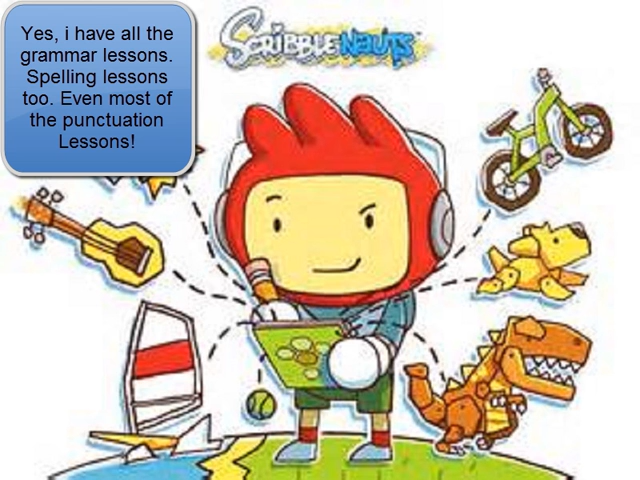 Yes, i have all the
grammar lessons.
Spelling lessons
too. Even most of
the punctuation
Lessons!
SCRIBBLENAUTS